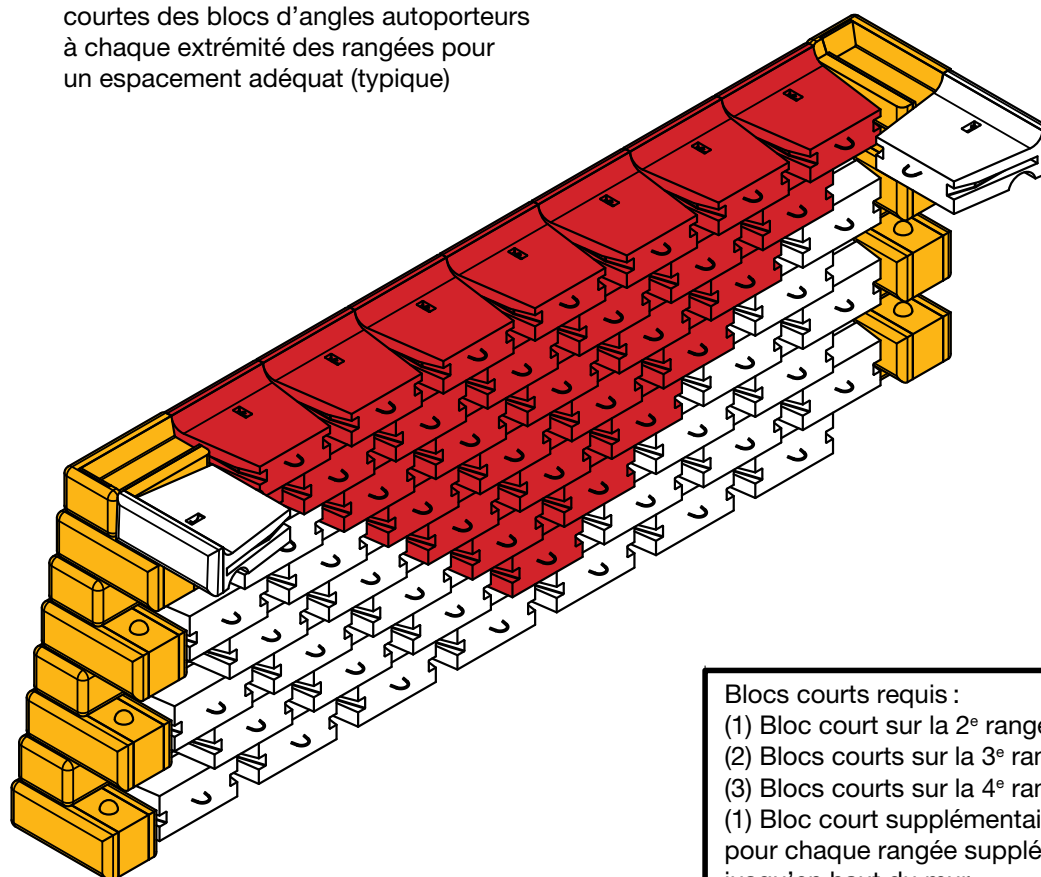 courtes des blocs d’angles autoporteurs
à chaque extrémité des rangées pour
un espacement adéquat (typique)
Blocs courts requis :
(1) Bloc court sur la 2e
(2) Blocs courts sur la 3e
(3) Blocs courts sur la 4e
(1) Bloc court
pour chaque rangée